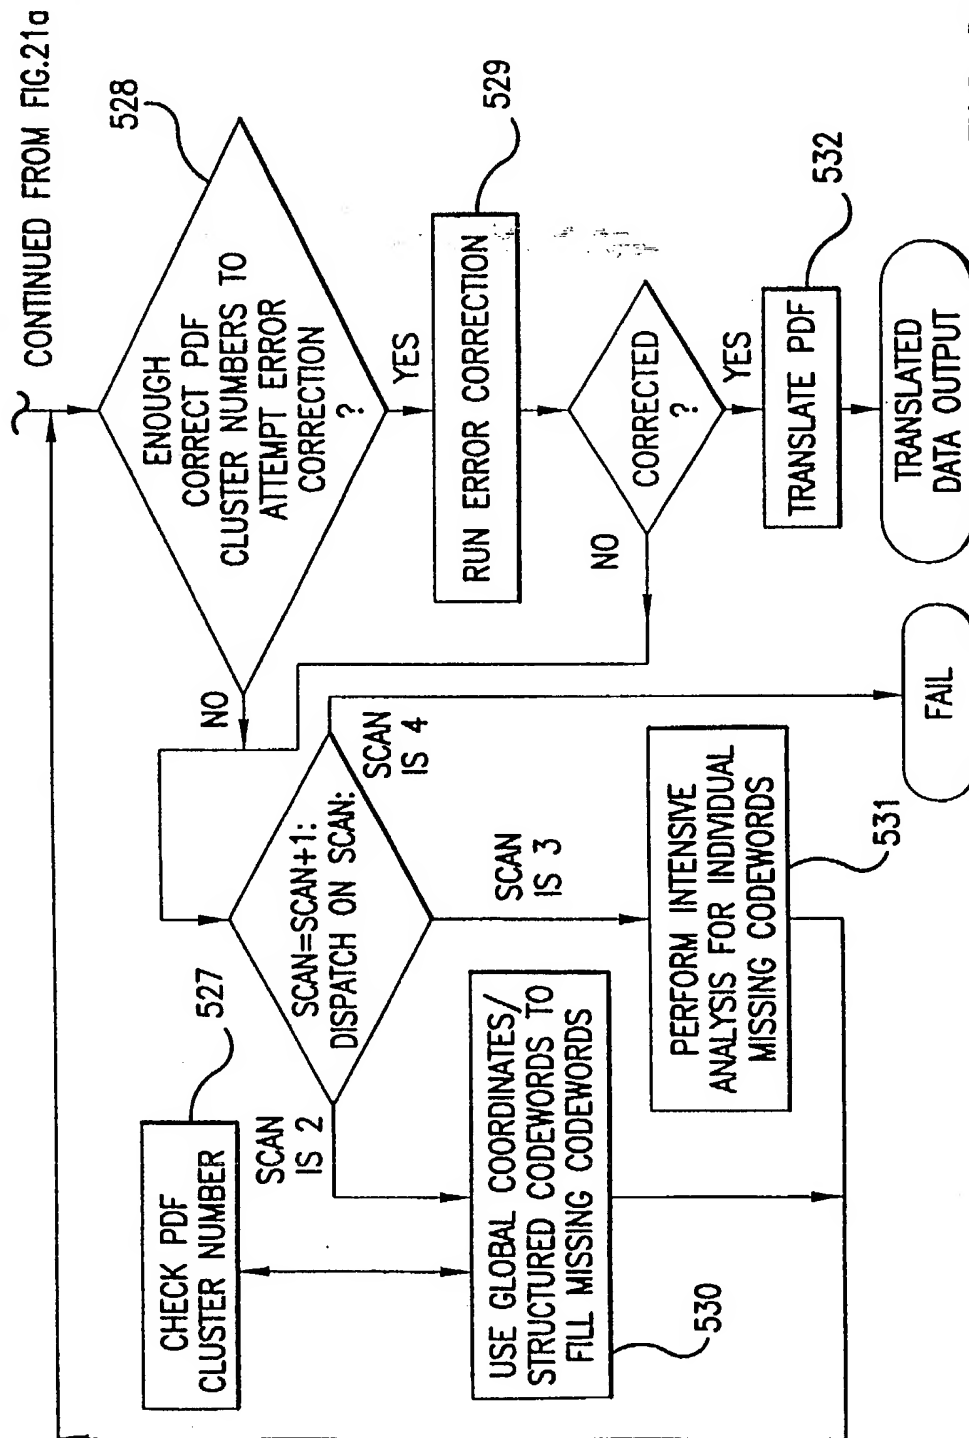 CONTINUED FROM FIG.21a
528
ENOUGH
CORRECT PDF
CLUSTER NUMBERS TO
ATTEMPT ERROR
CORRECTION
?
NO
YES
529
RUN ERROR CORRECTION
CORRECTED
?
NO
YES
532
TRANSLATE PDF
TRANSLATED
DATA OUTPUT
SCAN=SCAN+1:
DISPATCH ON SCAN:
SCAN
IS 4
SCAN
IS 3
SCAN
IS 2
527
CHECK PDF
CLUSTER NUMBER
USE GLOBAL COORDINATES/
STRUCTURED CODEWORDS TO
FILL MISSING CODEWORDS
530
PERFORM INTENSIVE
ANALYSIS FOR INDIVIDUAL
MISSING CODEWORDS
531
FAIL